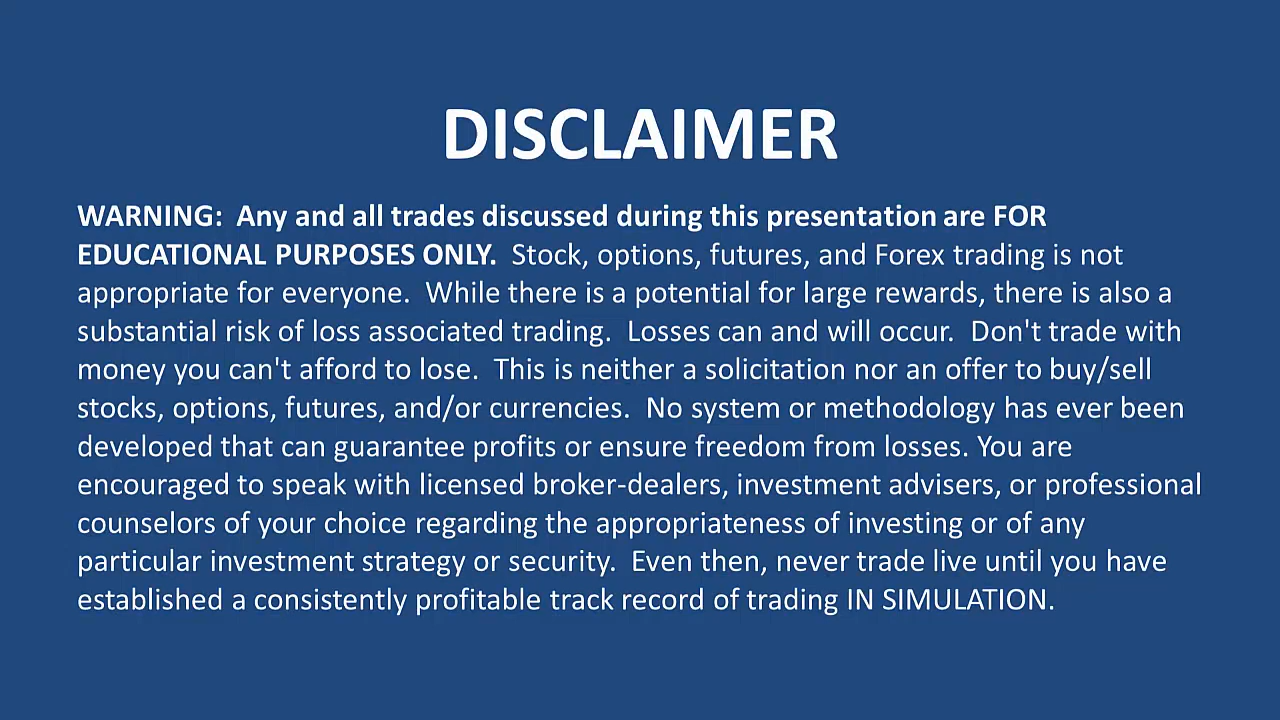 DISCLAIMER
WARNING:  Any and all trades discussed during this presentation are FOR
EDUCATIONAL PURPOSES ONLY.  Stock, options, futures, and Forex trading is not
appropriate for everyone.  While there is a potential for large rewards, there is also a
substantial risk of loss associated trading.  Losses can and will occur.  Don't trade with
money you can't afford to lose.  This is neither a solicitation nor an offer to buy/sell
stocks, options, futures, and/or currencies.  No system or methodology has ever been
developed that can guarantee profits or ensure freedom from losses. You are
encouraged to speak with licensed broker-dealers, investment advisers, or professional
counselors of your choice regarding the appropriateness of investing or of any
particular investment strategy or security.  Even then, never trade live until you have
established a consistently profitable track record of trading IN SIMULATION.